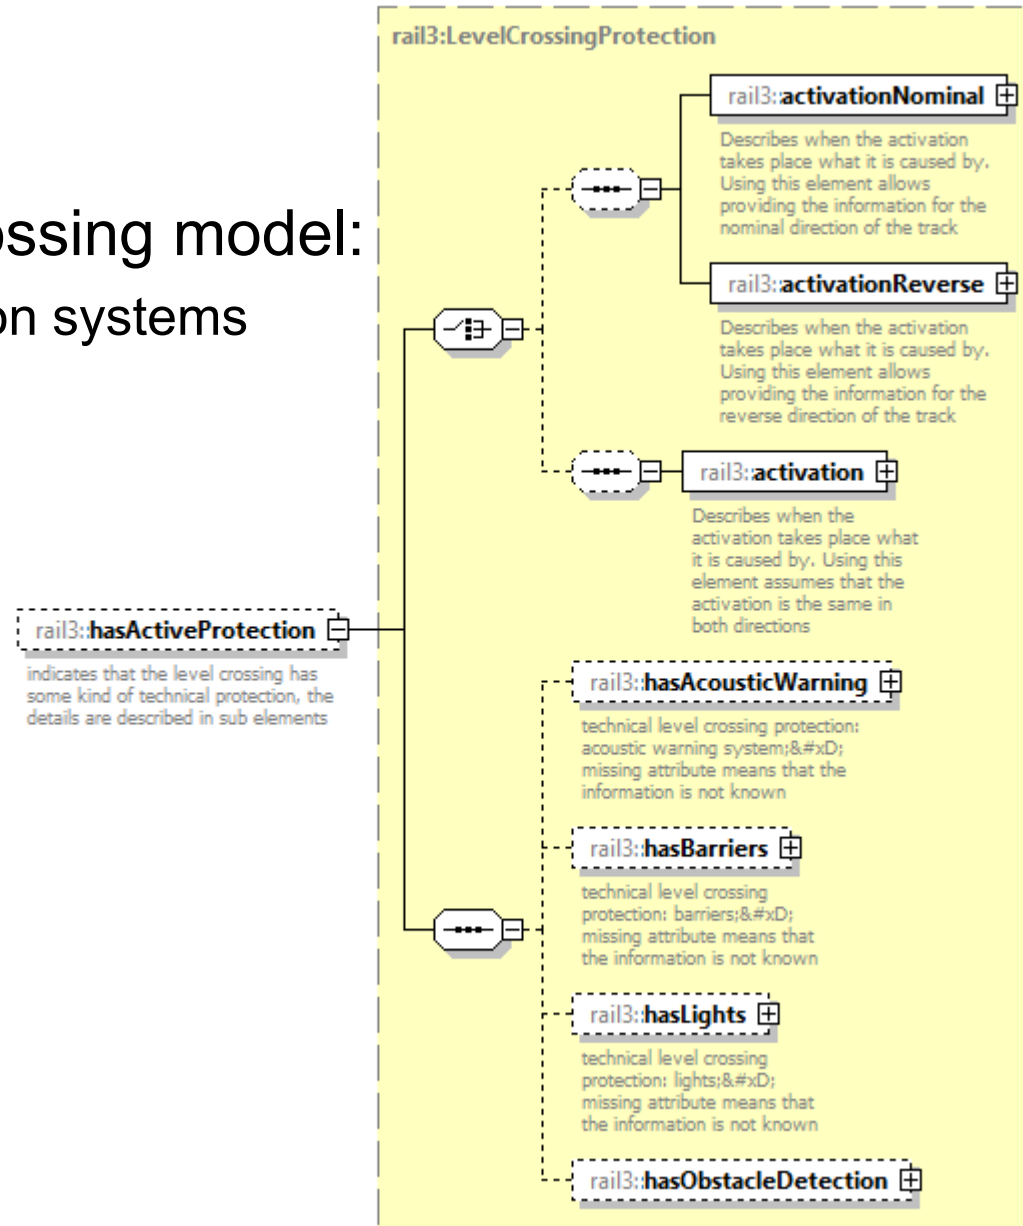 rail3:LevelCrossingProtection
rail3::activationNominal
Describes when the activation
takes place what it is caused by.
Using this element allows
providing the information for the
nominal direction of the track
ossing model:
on systems
rail3::activationReverse
Describes when the activation
takes place what it is caused by.
Using this element allows
providing the information for the
reverse direction of the track
rail3::activation
Describes when the
activation takes place what
it is caused by. Using this
element assumes that the
activation is the same in
both directions
rail3::hasActiveProtection
indicates that the level crossing has
some kind of technical protection, the
details are described in sub elements
rail3::hasAcousticWarning
technical level crossing protection:
acoustic warning system;&#xD;
missing attribute means that the
information is not known
rail3::hasBarriers
technical level crossing
protection: barriers;&#xD;
missing attribute means that
the information is not known
rail3::hasLights
technical level crossing
protection: lights;&#xD;
missing attribute means that
the information is not known
rail3::hasObstacleDetection